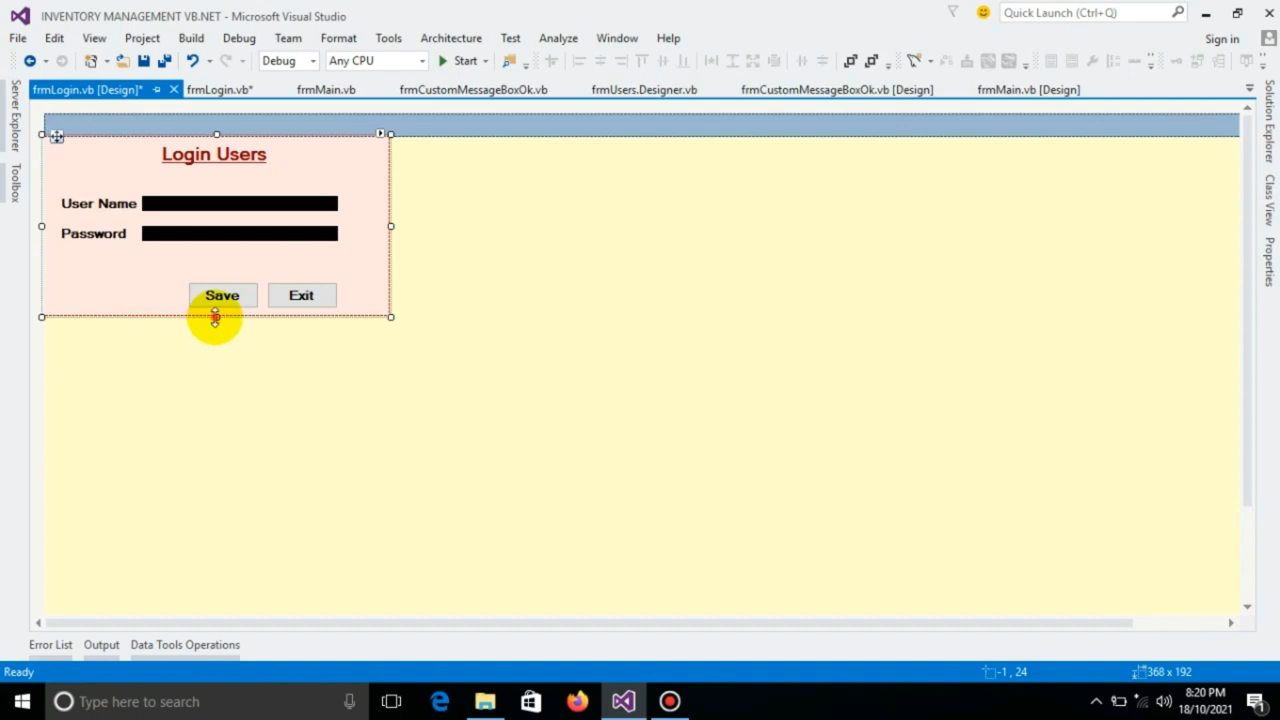 INVENTORY MANAGEMENT VB.NET - Microsoft Visual Studio
Quick Launch (Ctrl+Q)
File Edit View Project Build Debug Team Format Tools Architecture Test Analyze Window Help
Sign in
Debug Any CPU Start
frmLogin.vb [Design]* frmLogin.vb* frmMain.vb frmCustomMessageBoxOk.vb frmUsers.Designer.vb frmCustomMessageBoxOk.vb [Design] frmMain.vb [Design]
Server Explorer
Toolbox
Solution Explorer
Class View
Properties
Login Users
User Name
Password
Save Exit
Error List Output Data Tools Operations
Ready
-1 , 24
368 x 192
Type here to search
8:20 PM
18/10/2021
1